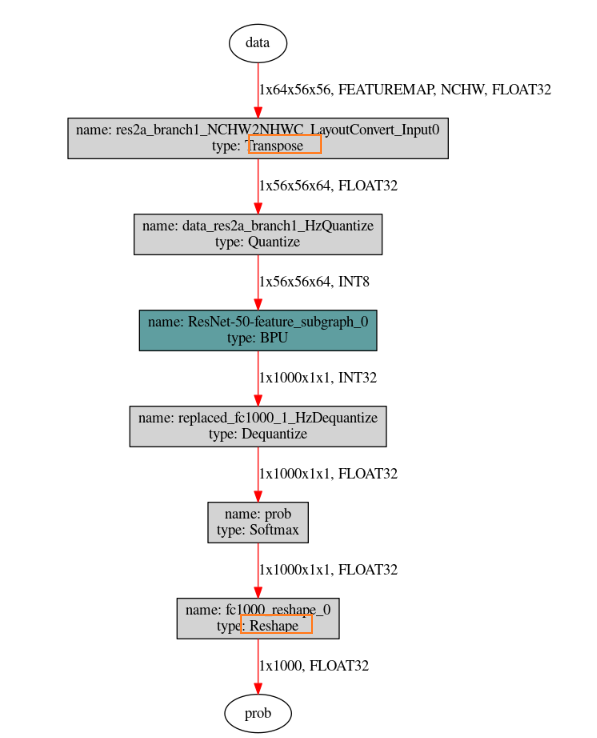 data
1x64x56x56, FEATUREMAP, NCHW, FLOAT32
name: res2a_branch1_NCHW2NHWC_LayoutConvert_Input0
type: Transpose
1x56x56x64, FLOAT32
name: data_res2a_branch1_HzQuantize
type: Quantize
1x56x56x64, INT8
name: ResNet-50-feature_subgraph_0
type: BPU
1x1000x1x1, INT32
name: replaced_fc1000_1_HzDequantize
type: Dequantize
1x1000x1x1, FLOAT32
name: prob
type: Softmax
1x1000x1x1, FLOAT32
name: fc1000_reshape_0
type: Reshape
1x1000, FLOAT32
prob